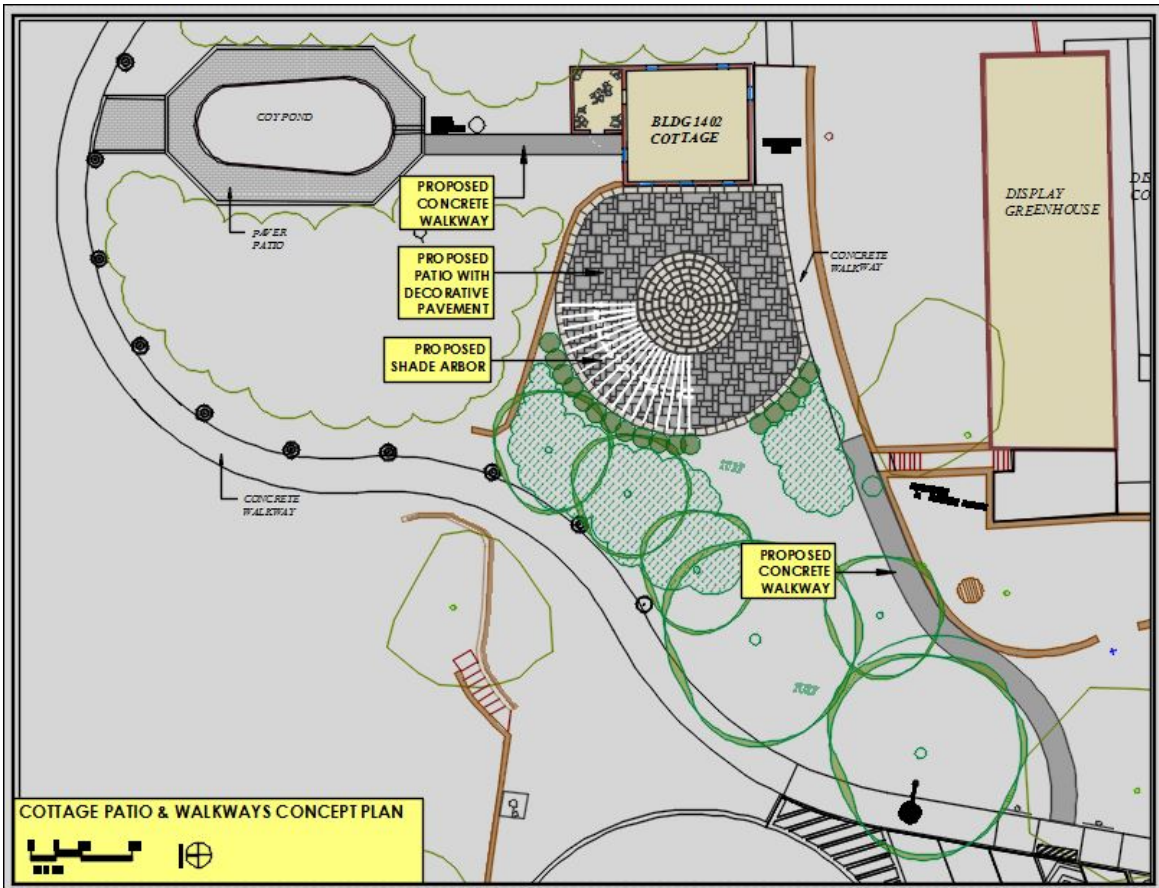 COY POND
BLDG 1402
COTTAGE
DISPLAY
GREENHOUSE
PROPOSED
CONCRETE
WALKWAY
PAVER
PATIO
PROPOSED
PATIO WITH
DECORATIVE
PAVEMENT
CONCRETE
WALKWAY
PROPOSED
SHADE ARBOR
TURF
CONCRETE
WALKWAY
PROPOSED
CONCRETE
WALKWAY
TURF
COTTAGE PATIO & WALKWAYS CONCEPT PLAN